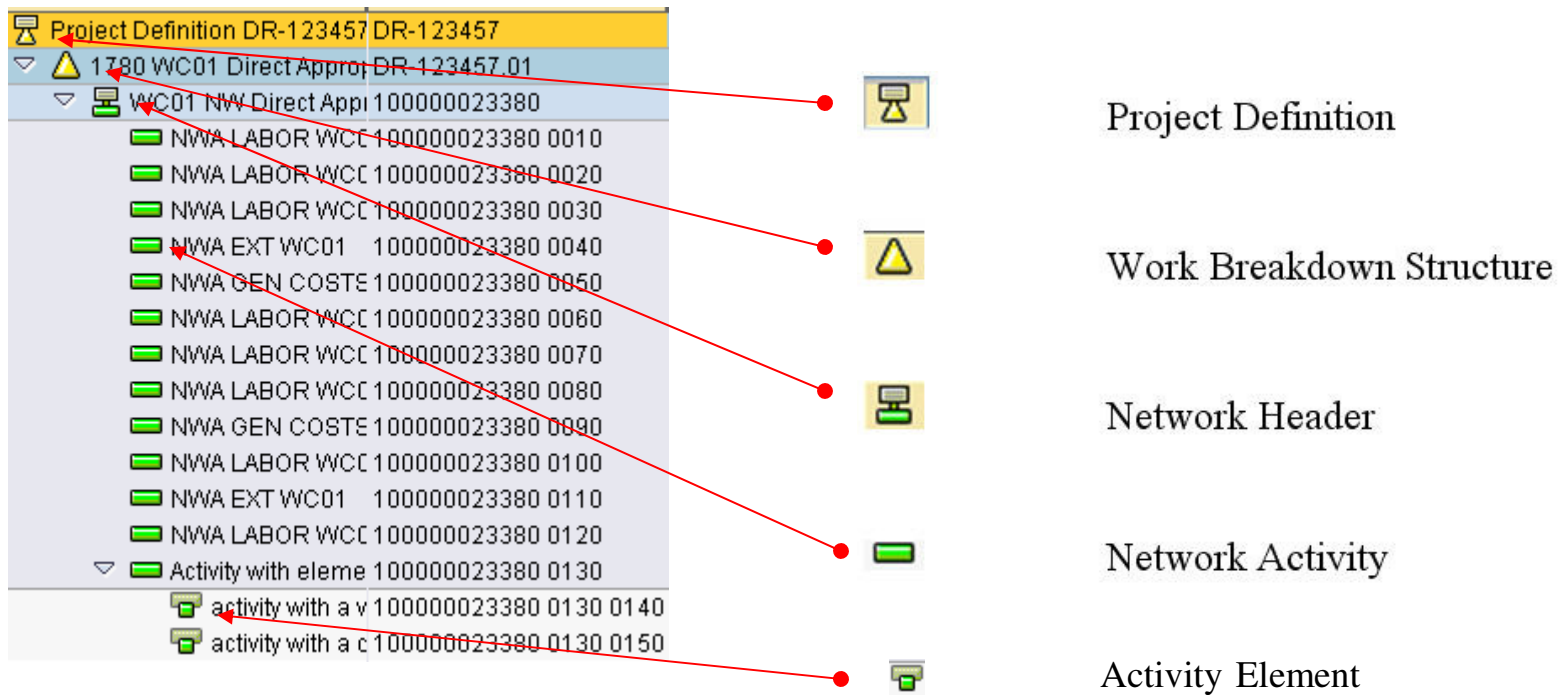 Project Definition DR-123457 DR-123457
1780 WC01 Direct Approp DR-123457.01
WC01 NW Direct Appr 100000023380
NWA LABOR WC0 100000023380 0010
NWA LABOR WC0 100000023380 0020
NWA LABOR WC0 100000023380 0030
NWA EXT WC01 100000023380 0040
NWA GEN COSTS 100000023380 0050
NWA LABOR WC0 100000023380 0060
NWA LABOR WC0 100000023380 0070
NWA LABOR WC0 100000023380 0080
NWA GEN COSTS 100000023380 0090
NWA LABOR WC0 100000023380 0100
NWA EXT WC01 100000023380 0110
NWA LABOR WC0 100000023380 0120
Activity with eleme 100000023380 0130
activity with a v 100000023380 0130 0140
activity with a c 100000023380 0130 0150
Project Definition
Work Breakdown Structure
Network Header
Network Activity
Activity Element